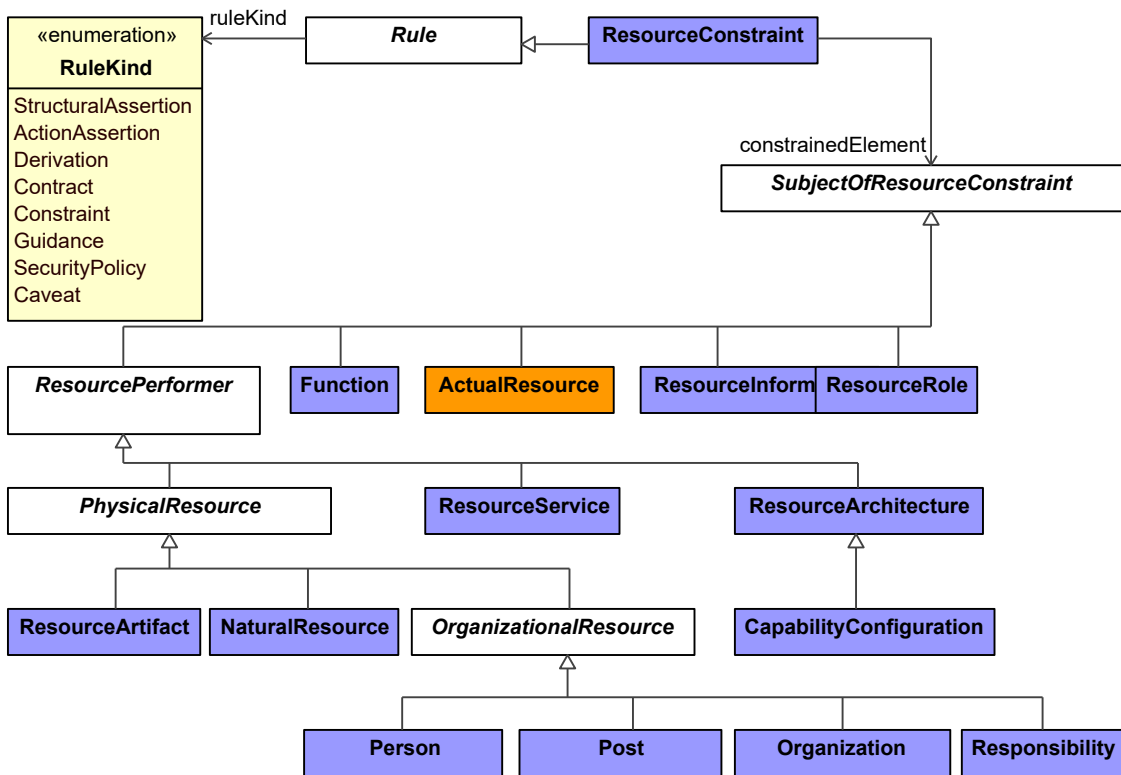 «enumeration»
RuleKind
StructuralAssertion
ActionAssertion
Derivation
Contract
Constraint
Guidance
SecurityPolicy
Caveat
ruleKind
Rule
ResourceConstraint
constrainedElement
SubjectOfResourceConstraint
ResourcePerformer
Function
ActualResource
ResourceInform
ResourceRole
PhysicalResource
ResourceService
ResourceArchitecture
ResourceArtifact
NaturalResource
OrganizationalResource
CapabilityConfiguration
Person
Post
Organization
Responsibility